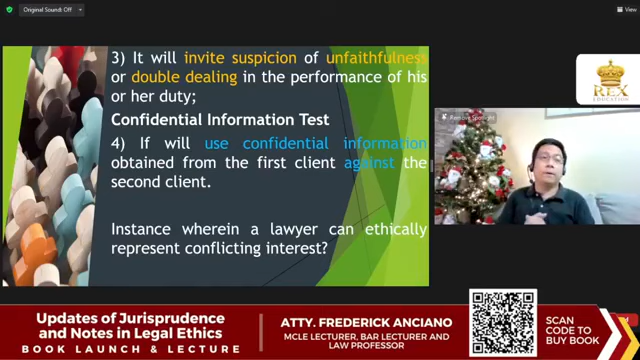 Original Sound: Off
View
3) It will invite suspicion of unfaithfulness
or double dealing in the performance of his
or her duty;
Confidential Information Test
4) If will use confidential information
obtained from the first client against the
second client.
Instance wherein a lawyer can ethically
represent conflicting interest?
REX
EDUCATION
Remove Spotlight
Updates of Jurisprudence
and Notes in Legal Ethics
BOOK LAUNCH & LECTURE
ATTY. FREDERICK ANCIANO
MCLE LECTURER, BAR LECTURER AND
LAW PROFESSOR
SCAN
CODE TO
BUY BOOK